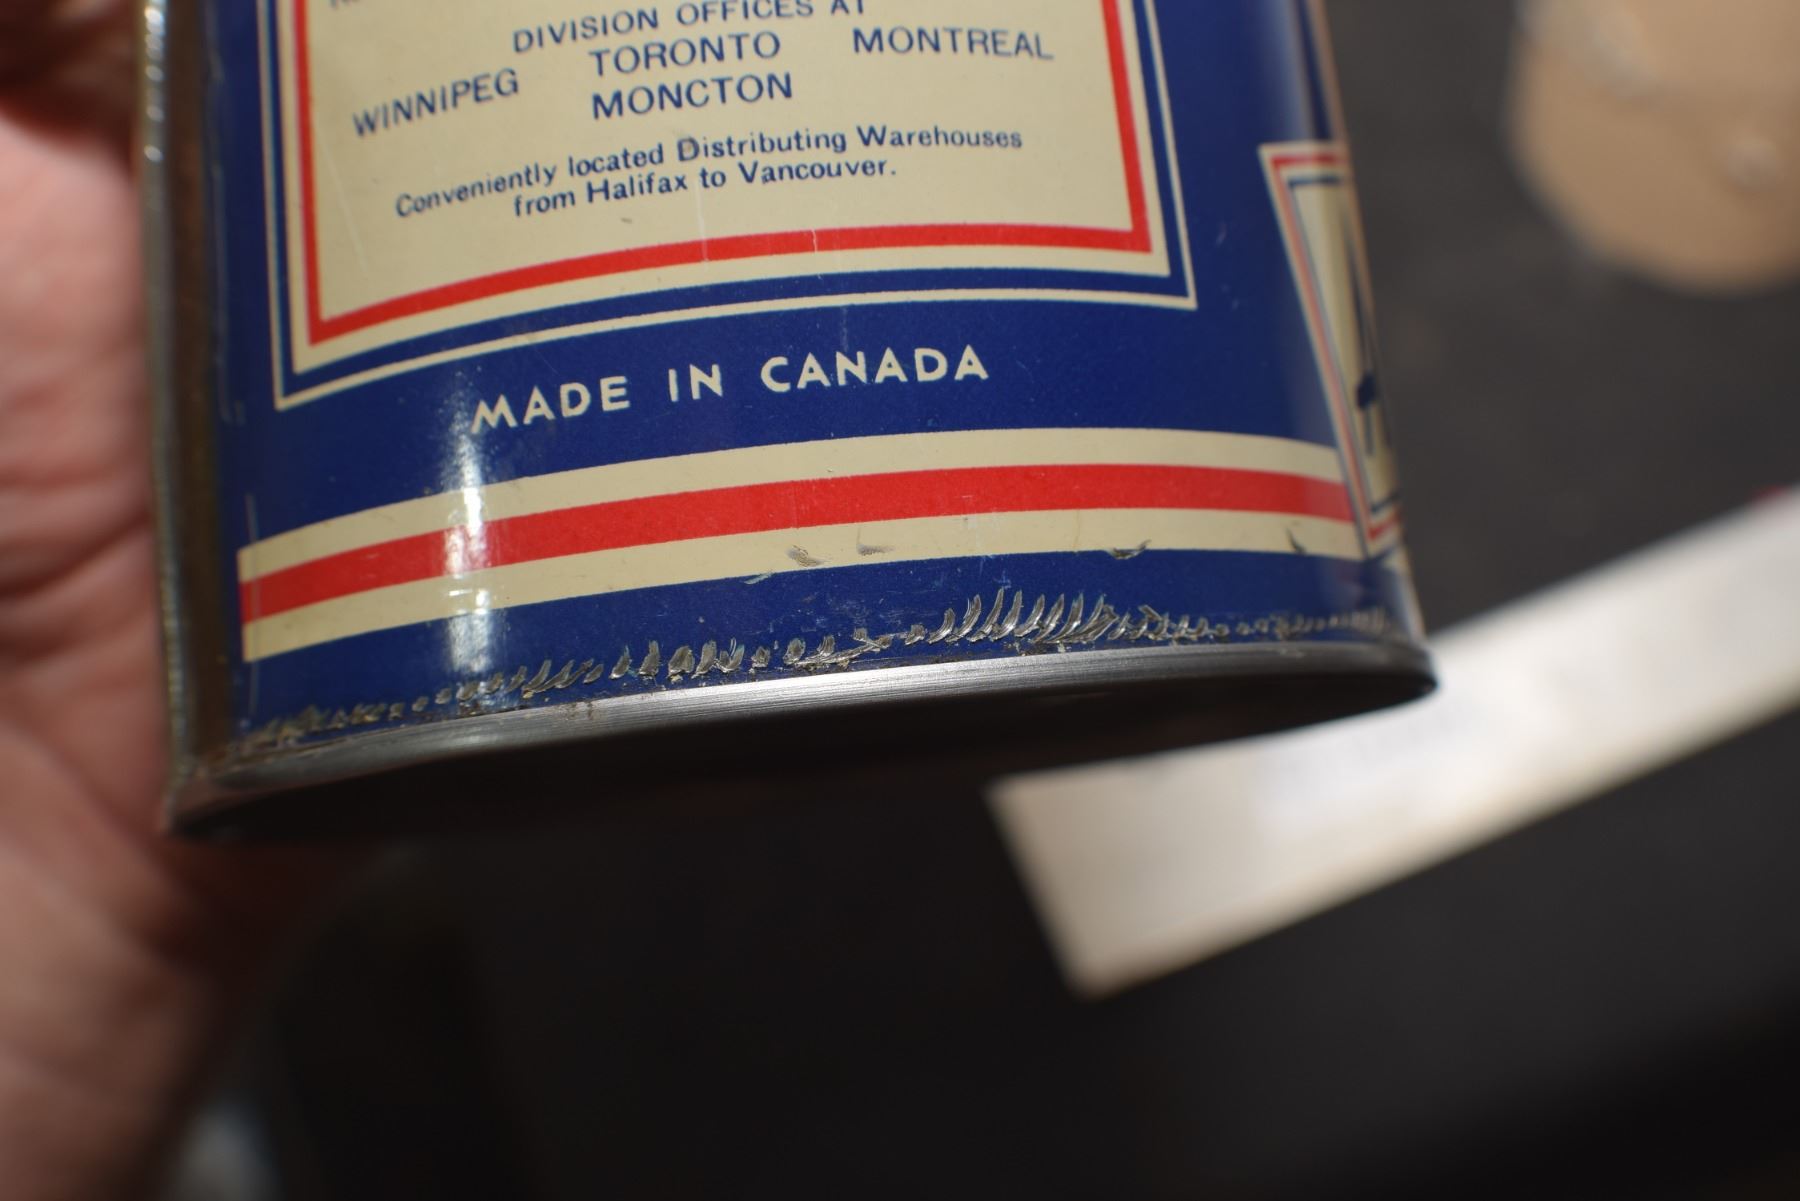 DIVISION OFFICES AT
TORONTO MONTREAL
WINNIPEG MONCTON
Conveniently located Distributing Warehouses
from Halifax to Vancouver.
MADE IN CANADA